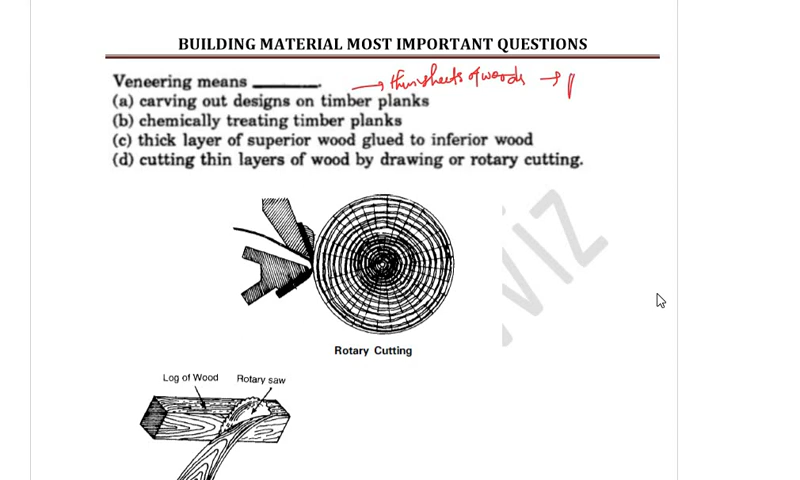 BUILDING MATERIAL MOST IMPORTANT QUESTIONS
Veneering means ________. → thin sheets of woods →
(a) carving out designs on timber planks
(b) chemically treating timber planks
(c) thick layer of superior wood glued to inferior wood
(d) cutting thin layers of wood by drawing or rotary cutting.
Rotary Cutting
Log of Wood Rotary saw